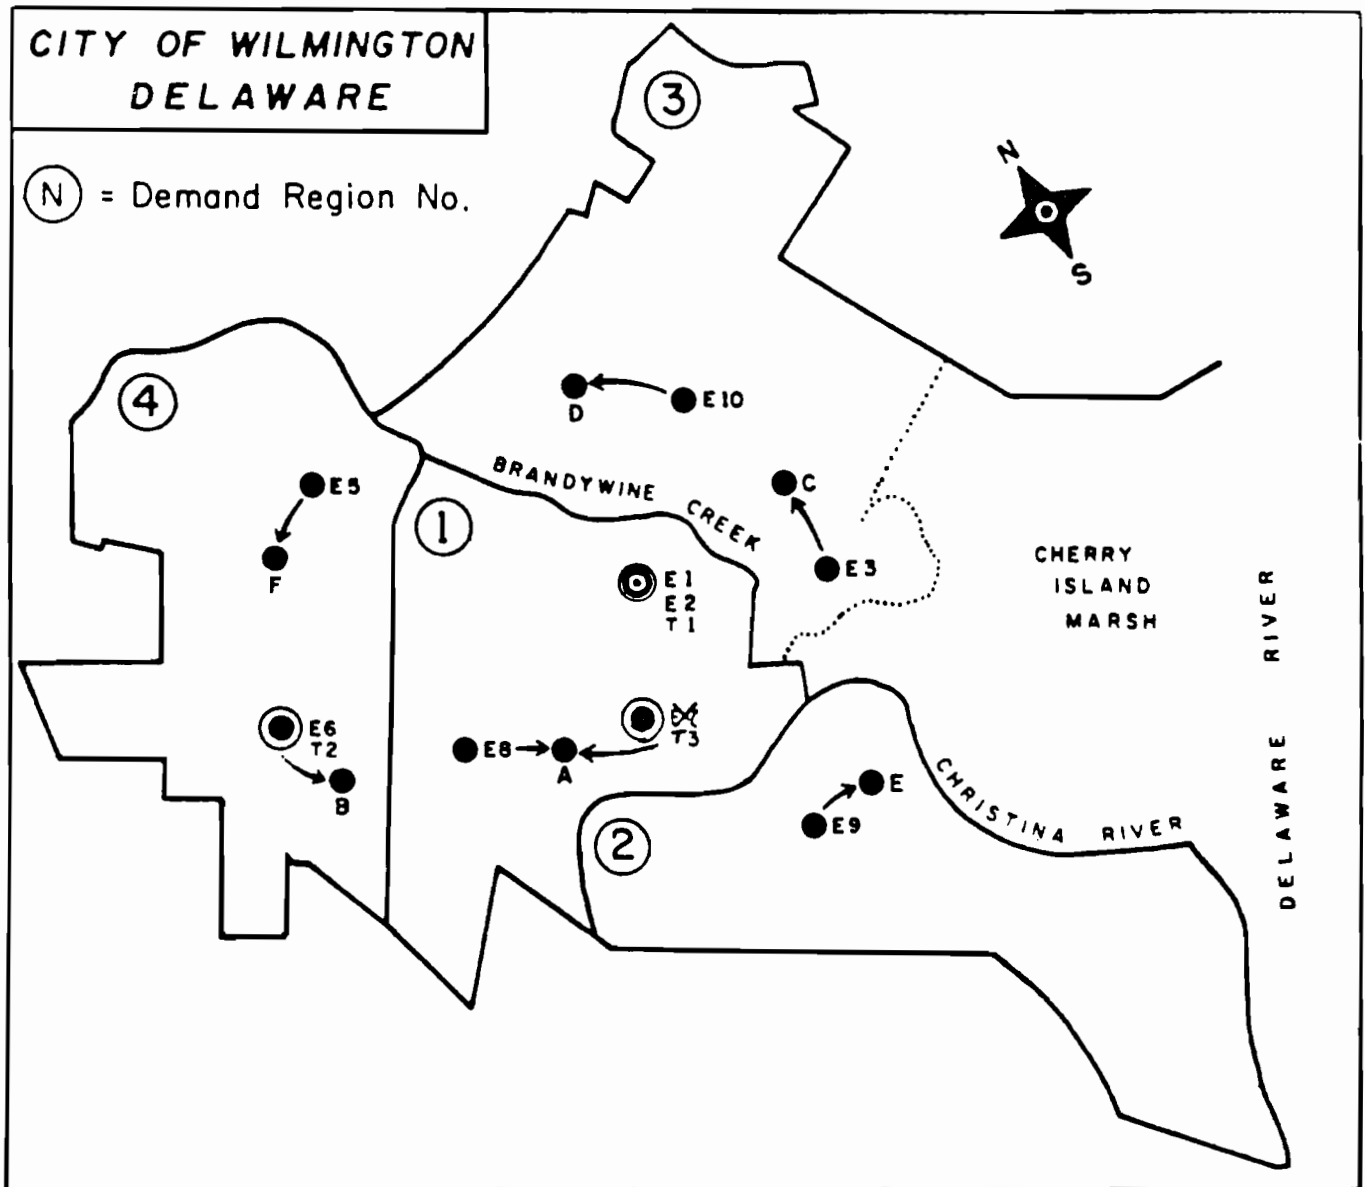 CITY OF WILMINGTON
DELAWARE
N = Demand Region No.
3
N
S
4
D
E10
E5
BRANDYWINE CREEK
C
1
F
E3
E1
E2
T1
CHERRY
ISLAND
MARSH
DELAWARE RIVER
E6
T2
T3
E8
A
B
E
E9
2
CHRISTINA RIVER